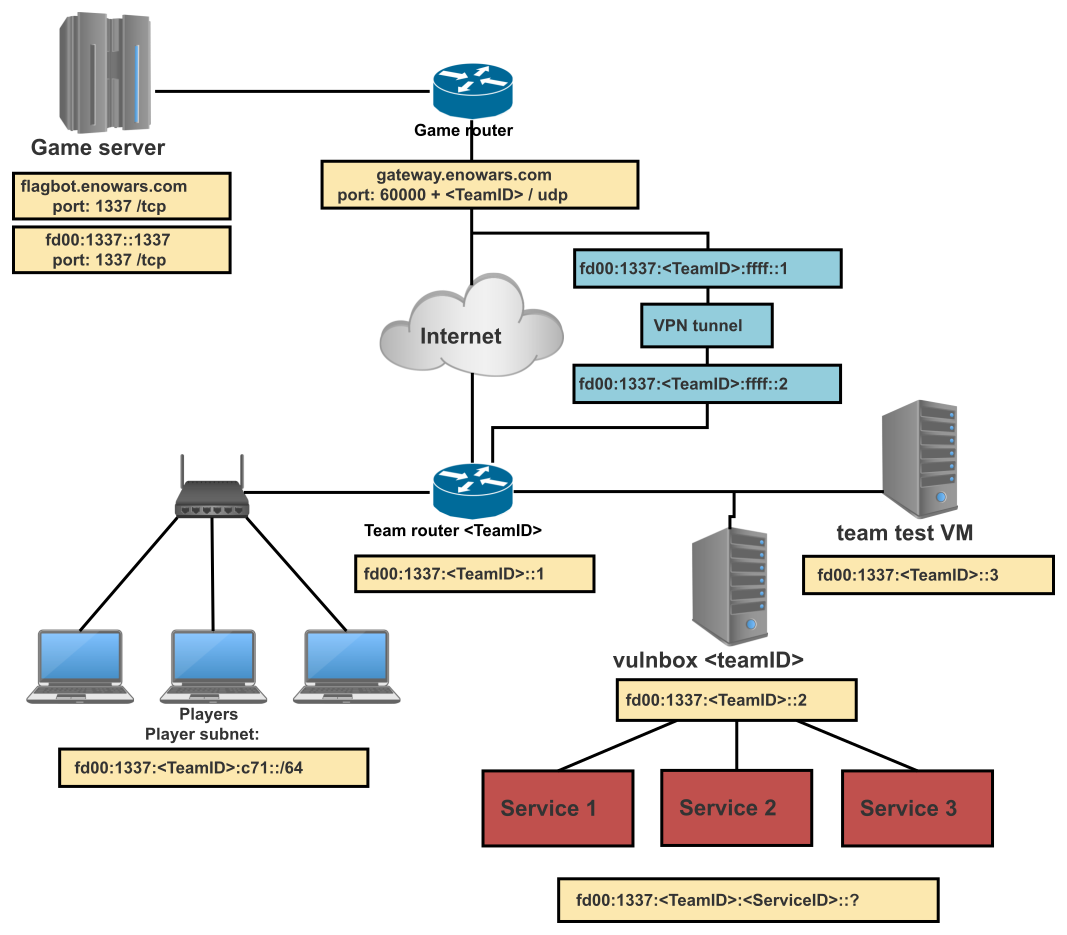 Game server
flagbot.enowars.com
port: 1337 /tcp
fd00:1337::1337
port: 1337 /tcp
Game router
gateway.enowars.com
port: 60000 + <TeamID> / udp
fd00:1337:<TeamID>:ffff::1
VPN tunnel
fd00:1337:<TeamID>:ffff::2
Internet
Team router <TeamID>
fd00:1337:<TeamID>::1
team test VM
fd00:1337:<TeamID>::3
vulnbox <teamID>
fd00:1337:<TeamID>::2
Players
Player subnet:
fd00:1337:<TeamID>:c71::/64
Service 1
Service 2
Service 3
fd00:1337:<TeamID>:<ServiceID>::?